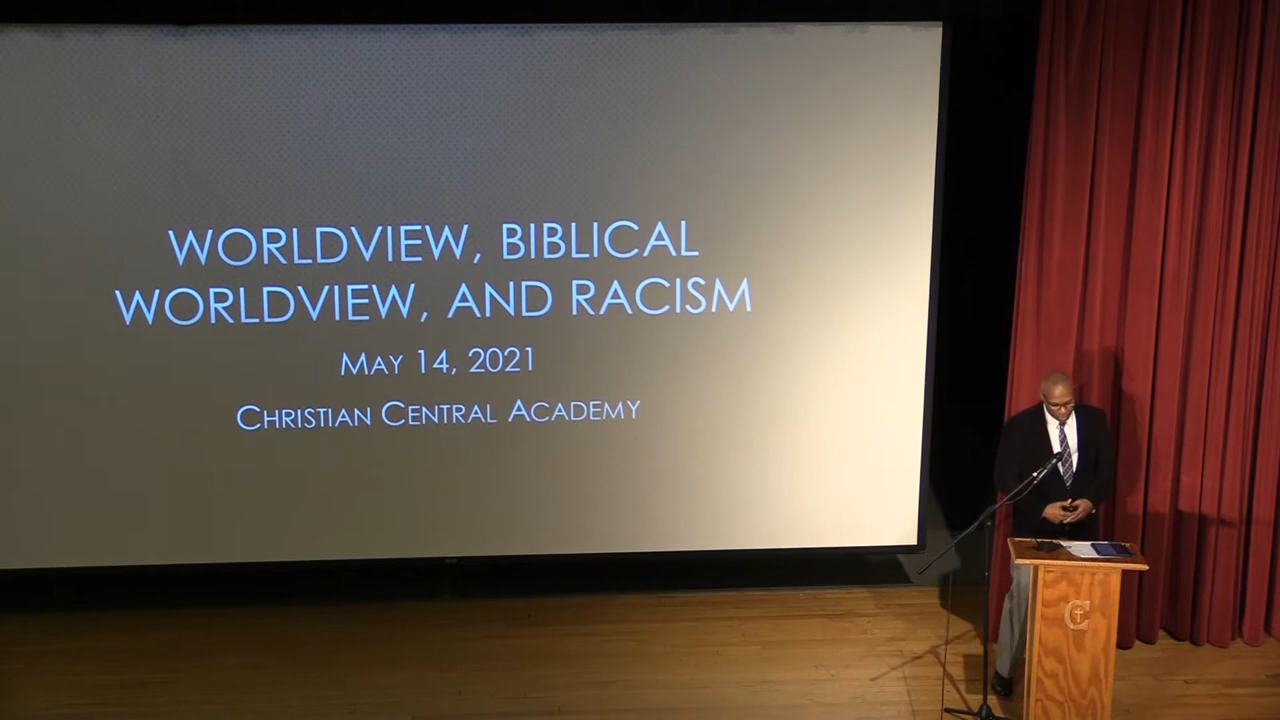 WORLDVIEW, BIBLICAL
WORLDVIEW, AND RACISM
MAY 14, 2021
CHRISTIAN CENTRAL ACADEMY
C